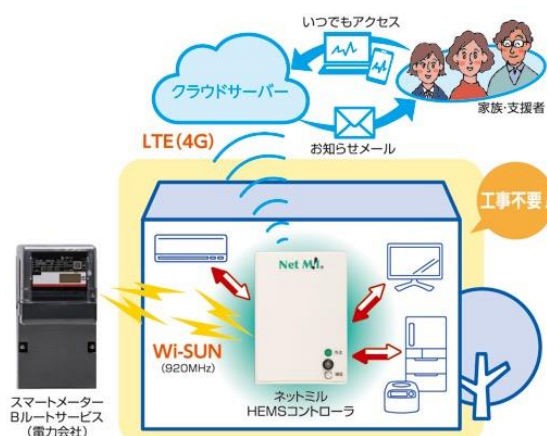 いつでもアクセス
クラウドサーバー
家族・支援者
LTE(4G)
お知らせメール
工事不要!
Net Mil®
Wi-SUN
(920MHz)
スマートメーター
Bルートサービス
(電力会社)
ネットミル
HEMSコントローラ